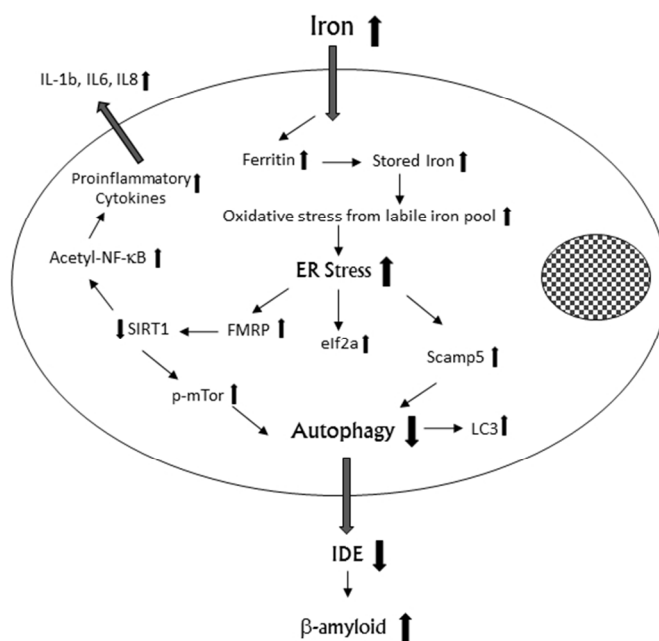 Iron
IL-1b, IL6, IL8
Ferritin
Stored Iron
Proinflammatory
Cytokines
Oxidative stress from labile iron pool
Acetyl-NF-κB
ER Stress
SIRT1
FMRP
eIf2a
Scamp5
p-mTor
Autophagy
LC3
IDE
β-amyloid